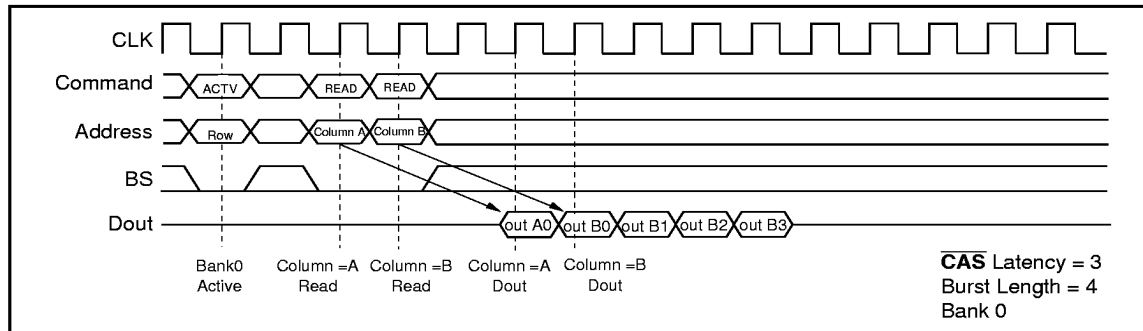 CLK
Command ACTV READ READ
Address Row Column A Column B
BS
Dout out A0 out B0 out B1 out B2 out B3
Bank0 Active
Column =A Read
Column =B Read
Column =A Dout
Column =B Dout
CAS Latency = 3
Burst Length = 4
Bank 0